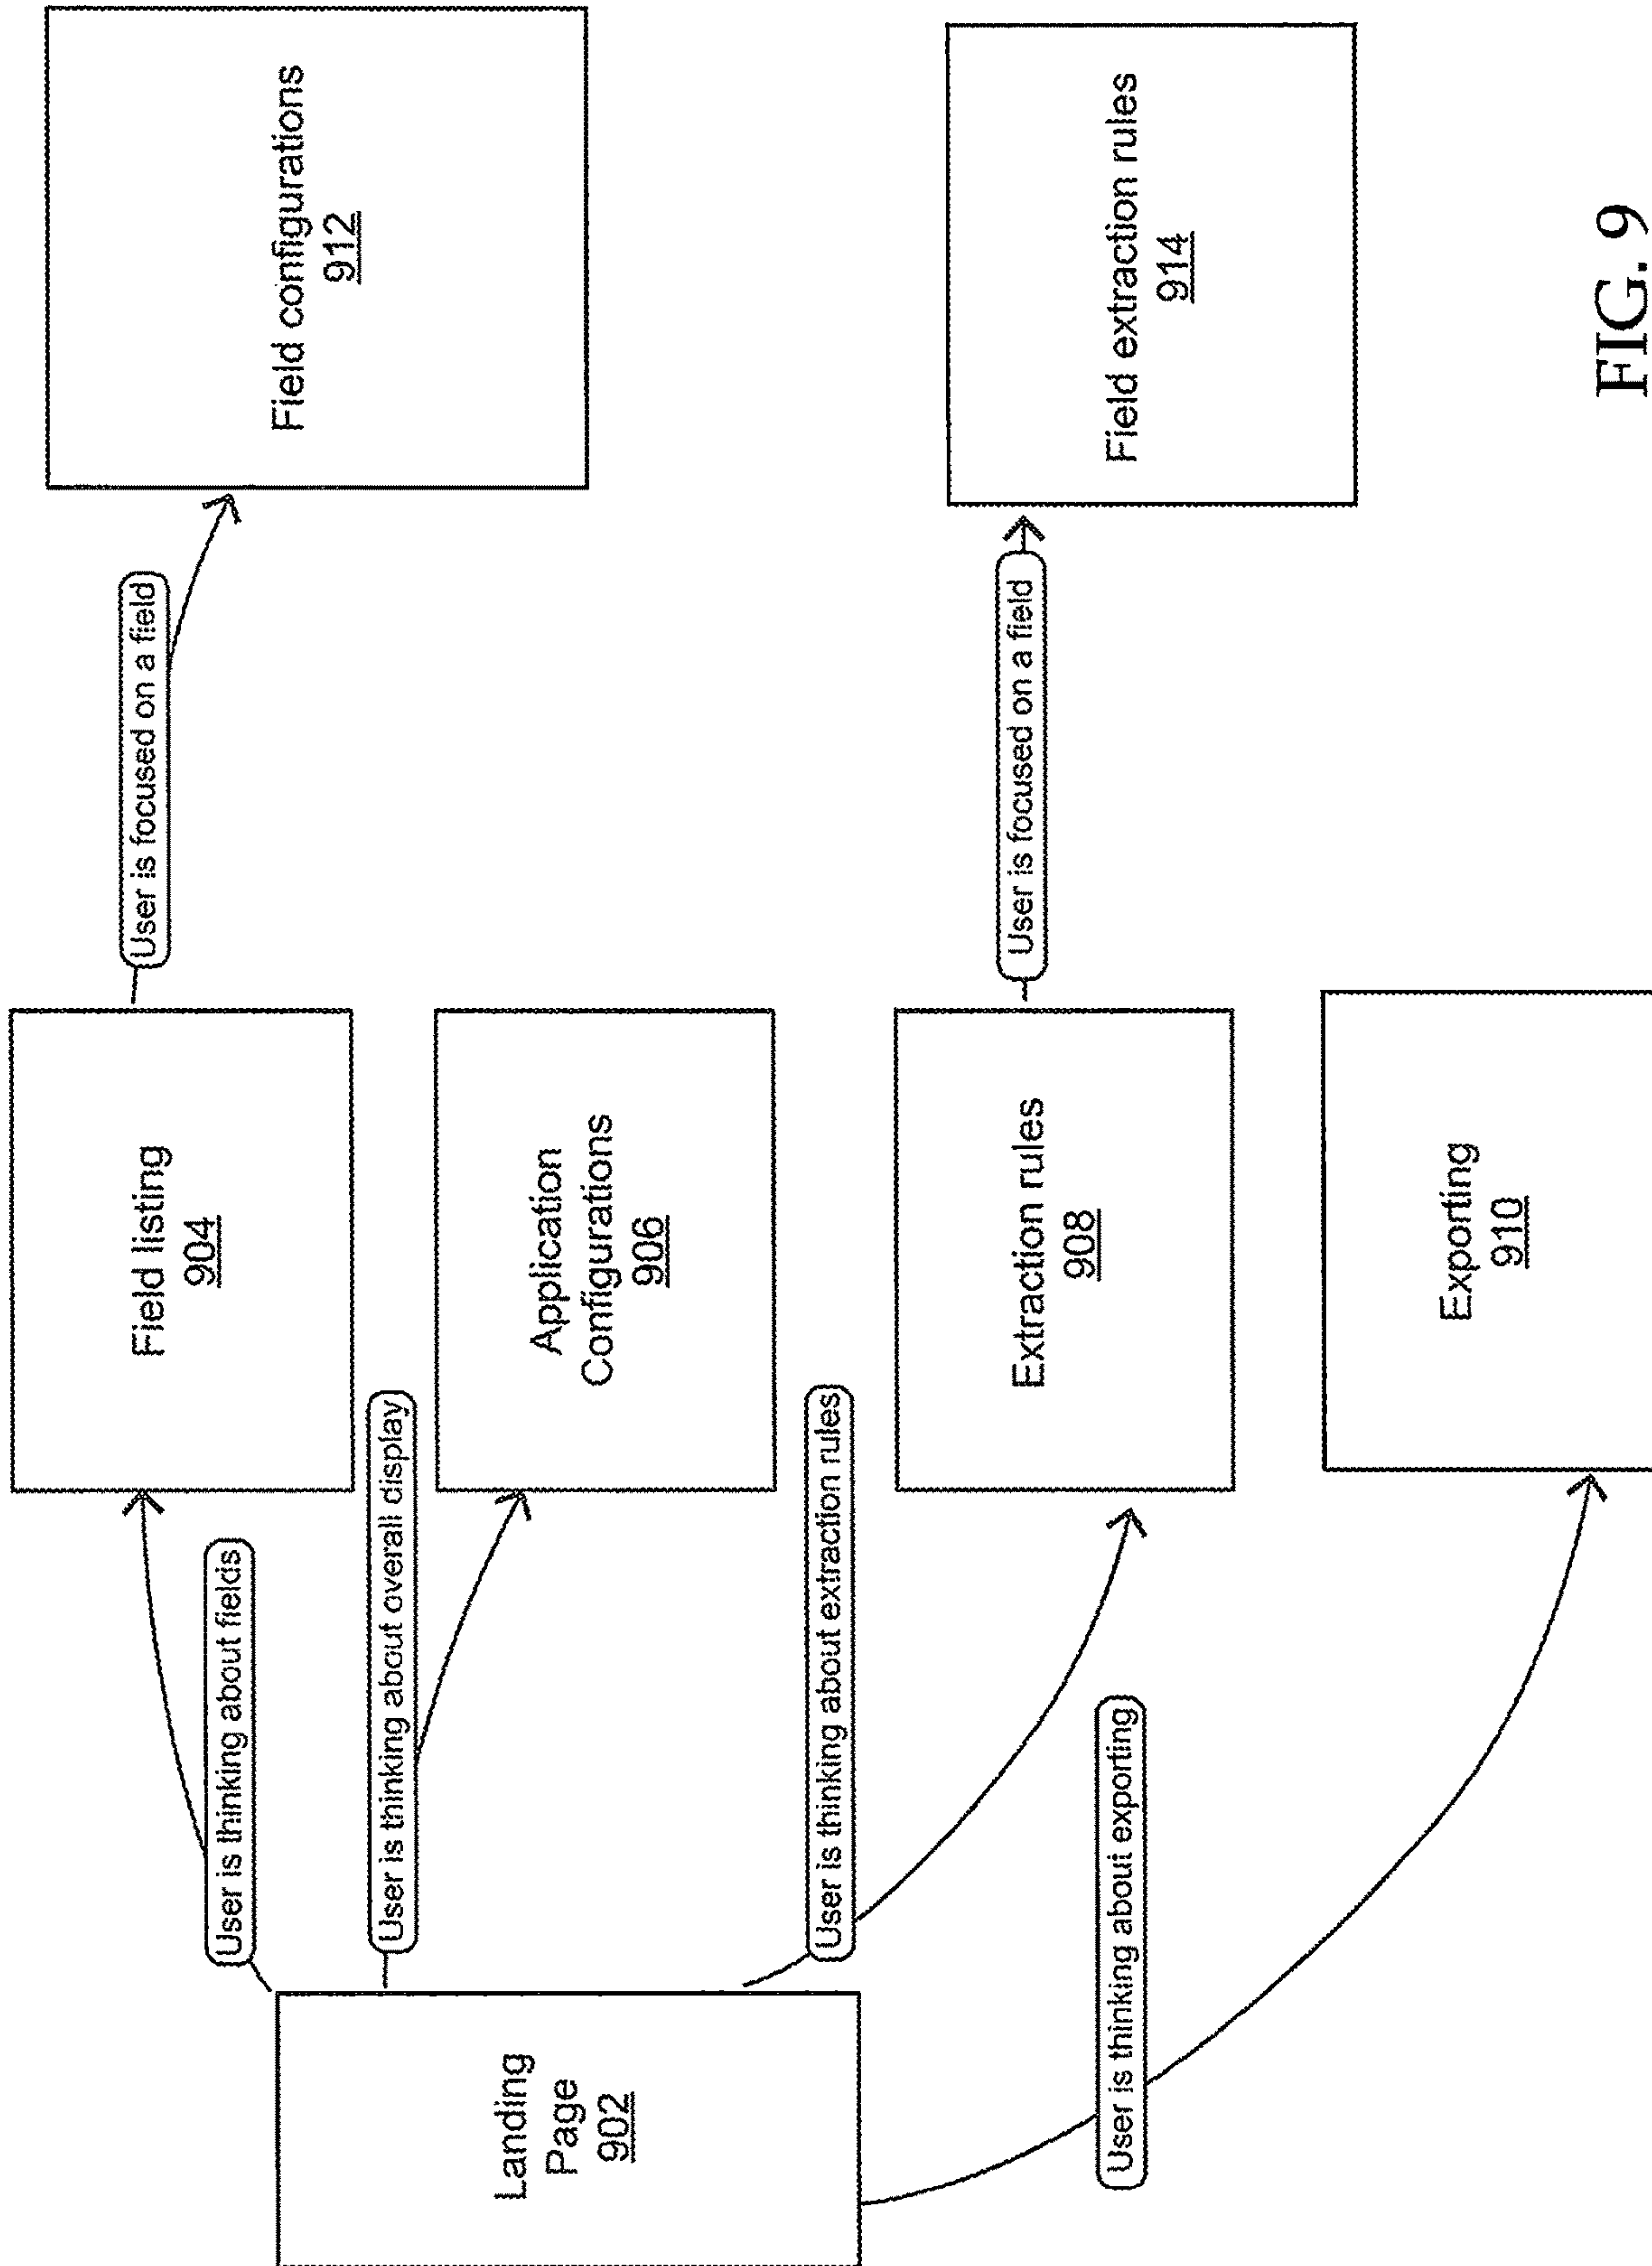 Landing
Page
902
User is thinking about fields
User is thinking about overall display
User is thinking about extraction rules
User is thinking about exporting
Field listing
904
Application
Configurations
906
Extraction rules
908
Exporting
910
User is focused on a field
User is focused on a field
Field configurations
912
Field extraction rules
914
FIG. 9